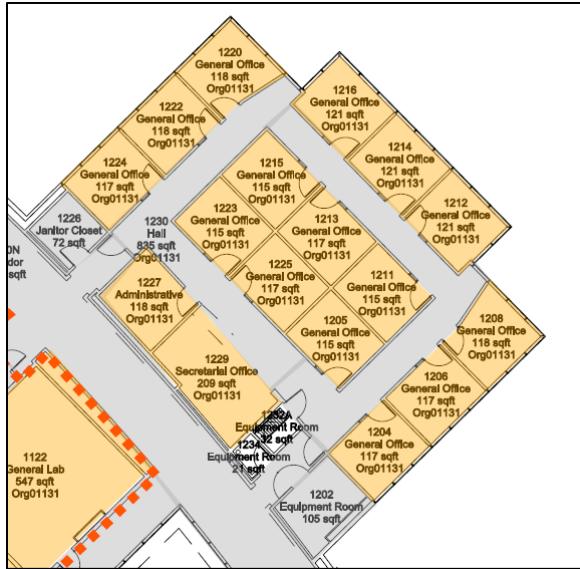 1220
General Office
118 sqft
Org01131
1222
General Office
118 sqft
Org01131
1224
General Office
117 sqft
Org01131
1216
General Office
121 sqft
Org01131
1214
General Office
121 sqft
Org01131
1212
General Office
121 sqft
Org01131
1215
General Office
115 sqft
Org01131
1223
General Office
115 sqft
Org01131
1213
General Office
117 sqft
Org01131
1226
Janitor Closet
72 sqft
1230
Hall
835 sqft
Org01131
0N
dor
sqft
1225
General Office
117 sqft
Org01131
1211
General Office
115 sqft
Org01131
1227
Administrative
118 sqft
Org01131
1205
General Office
115 sqft
Org01131
1208
General Office
118 sqft
Org01131
1229
Secretarial Office
209 sqft
Org01131
1206
General Office
117 sqft
Org01131
1232A
Equipment Room
32 sqft
1234
Equipment Room
21 sqft
1204
General Office
117 sqft
Org01131
1122
General Lab
547 sqft
Org01131
1202
Equipment Room
105 sqft